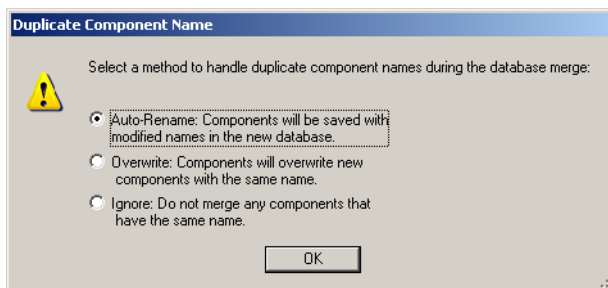 Duplicate Component Name
Select a method to handle duplicate component names during the database merge:
Auto-Rename: Components will be saved with
modified names in the new database.
Overwrite: Components will overwrite new
components with the same name.
Ignore: Do not merge any components that
have the same name.
OK